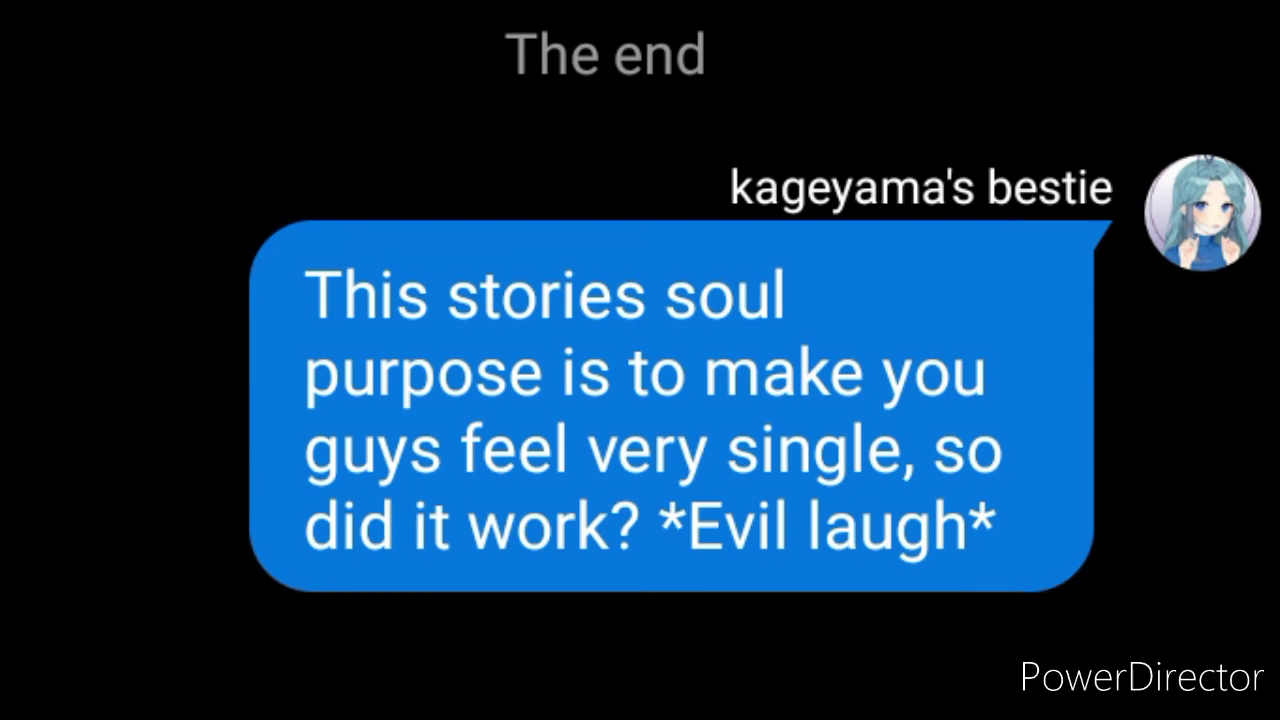 The end
kageyama's bestie
This stories soul
purpose is to make you
guys feel very single, so
did it work? *Evil laugh*
PowerDirector